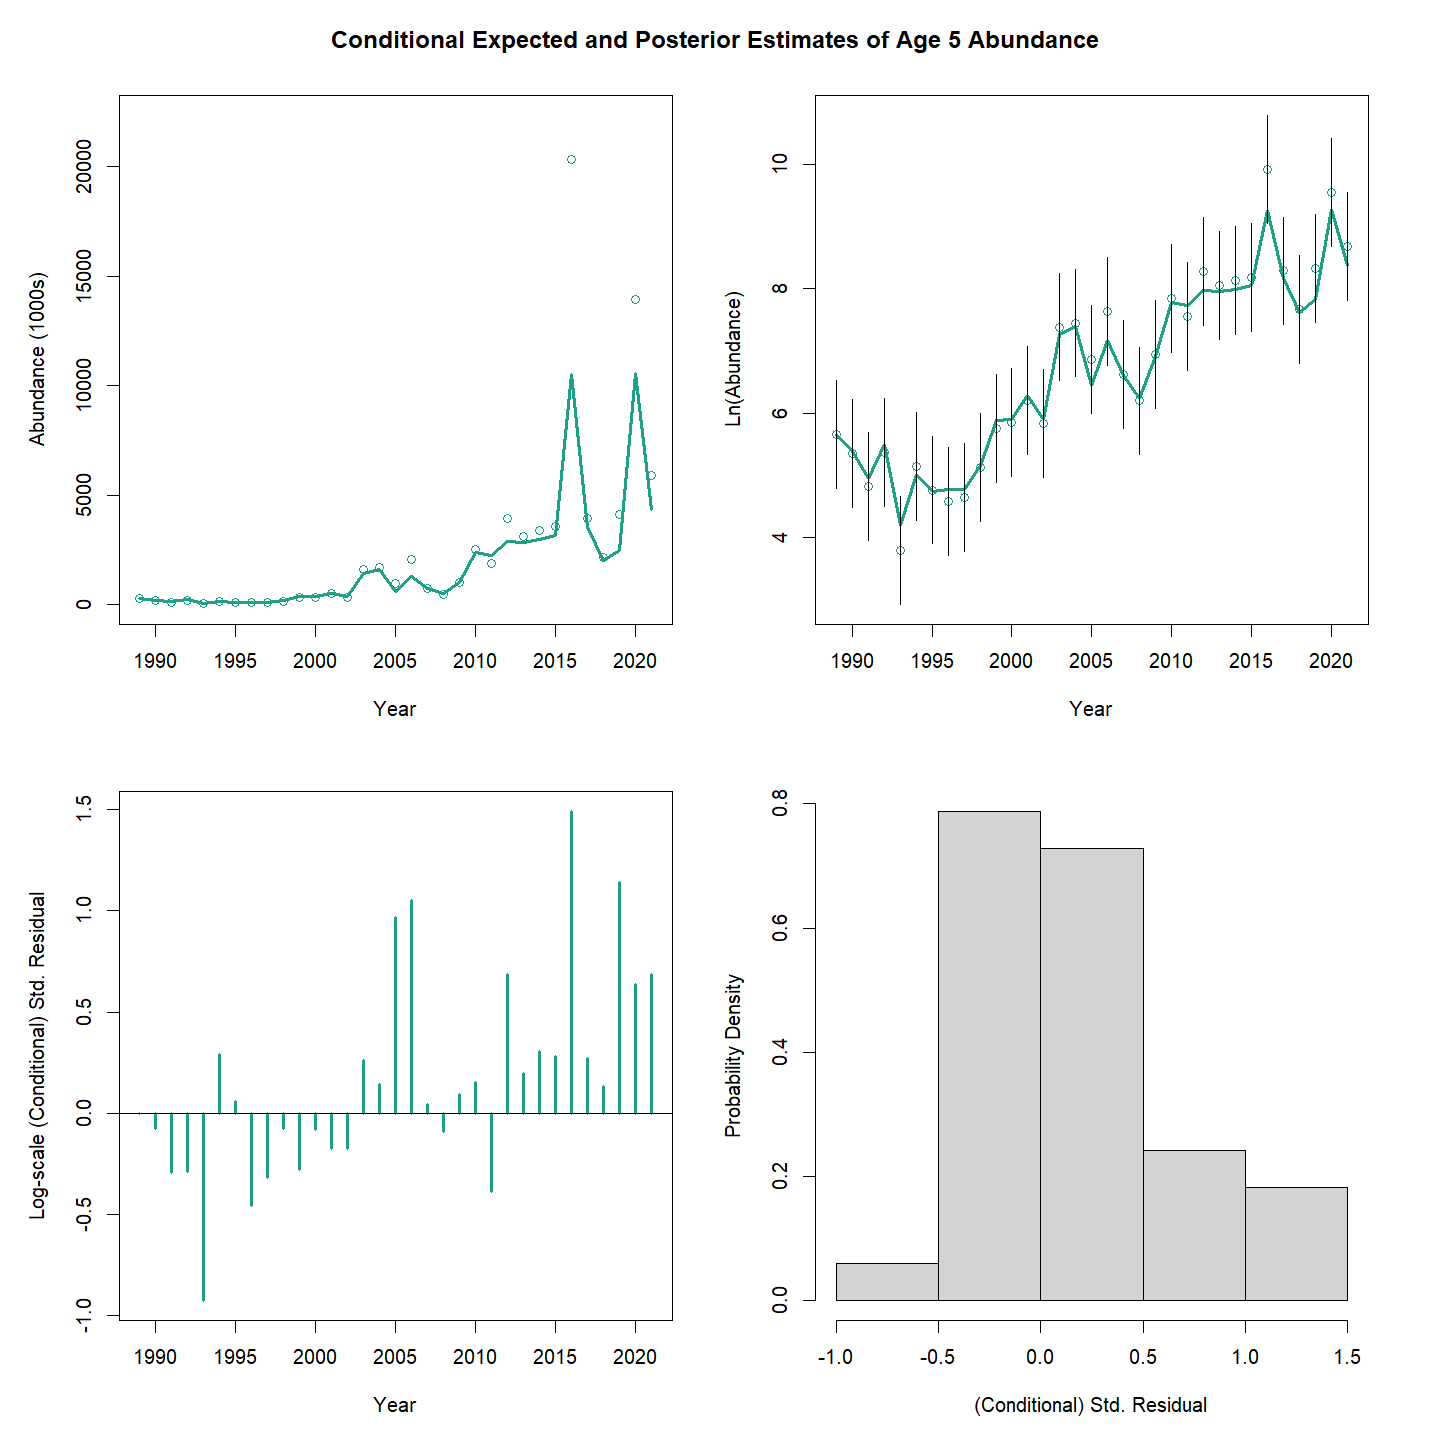 Conditional Expected and Posterior Estimates of Age 5 Abundance
Abundance (1000s)
20000
15000
10000
5000
0
1990 1995 2000 2005 2010 2015 2020
Year
Ln(Abundance)
10
8
6
4
1990 1995 2000 2005 2010 2015 2020
Year
Log-scale (Conditional) Std. Residual
1.5
1.0
0.5
0.0
-0.5
-1.0
1990 1995 2000 2005 2010 2015 2020
Year
Probability Density
0.8
0.6
0.4
0.2
0.0
-1.0 -0.5 0.0 0.5 1.0 1.5
(Conditional) Std. Residual